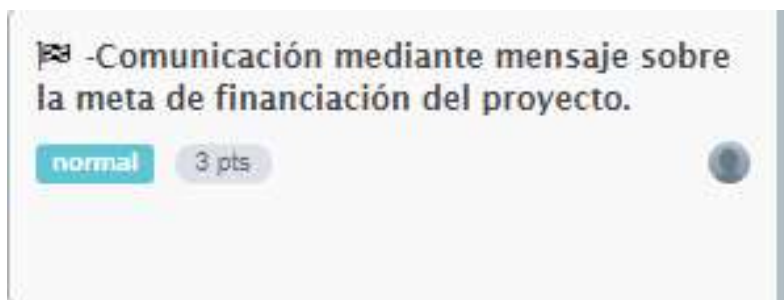 🏁 -Comunicación mediante mensaje sobre
la meta de financiación del proyecto.
normal 3 pts